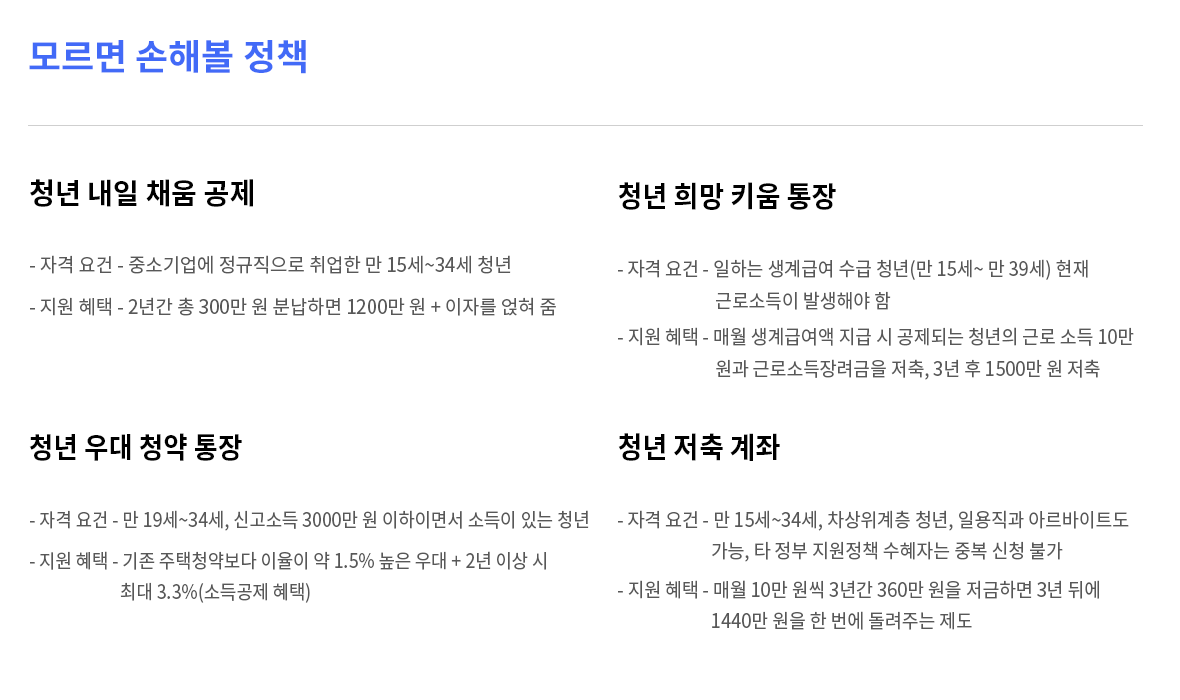 모르면 손해볼 정책
청년 내일 채움 공제
- 자격 요건 - 중소기업에 정규직으로 취업한 만 15세~34세 청년
- 지원 혜택 - 2년간 총 300만 원 분납하면 1200만 원 + 이자를 얹혀 줌
청년 희망 키움 통장
- 자격 요건 - 일하는 생계급여 수급 청년(만 15세~ 만 39세) 현재
근로소득이 발생해야 함
- 지원 혜택 - 매월 생계급여액 지급 시 공제되는 청년의 근로 소득 10만
원과 근로소득장려금을 저축, 3년 후 1500만 원 저축
청년 우대 청약 통장
- 자격 요건 - 만 19세~34세, 신고소득 3000만 원 이하이면서 소득이 있는 청년
- 지원 혜택 - 기존 주택청약보다 이율이 약 1.5% 높은 우대 + 2년 이상 시
최대 3.3%(소득공제 혜택)
청년 저축 계좌
- 자격 요건 - 만 15세~34세, 차상위계층 청년, 일용직과 아르바이트도
가능, 타 정부 지원정책 수혜자는 중복 신청 불가
- 지원 혜택 - 매월 10만 원씩 3년간 360만 원을 저금하면 3년 뒤에
1440만 원을 한 번에 돌려주는 제도